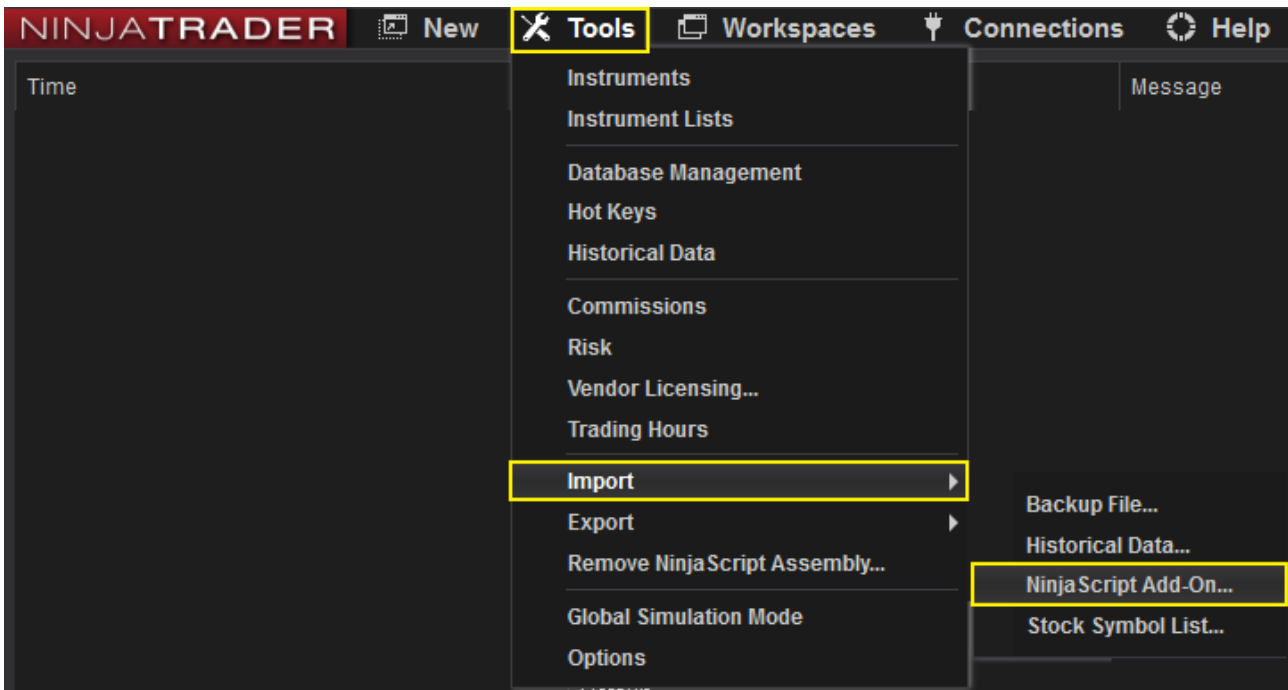 NINJATRADER New Tools Workspaces Connections Help
Time
Message
Instruments
Instrument Lists
Database Management
Hot Keys
Historical Data
Commissions
Risk
Vendor Licensing...
Trading Hours
Import
Export
Remove NinjaScript Assembly...
Global Simulation Mode
Options
Backup File...
Historical Data...
NinjaScript Add-On...
Stock Symbol List...